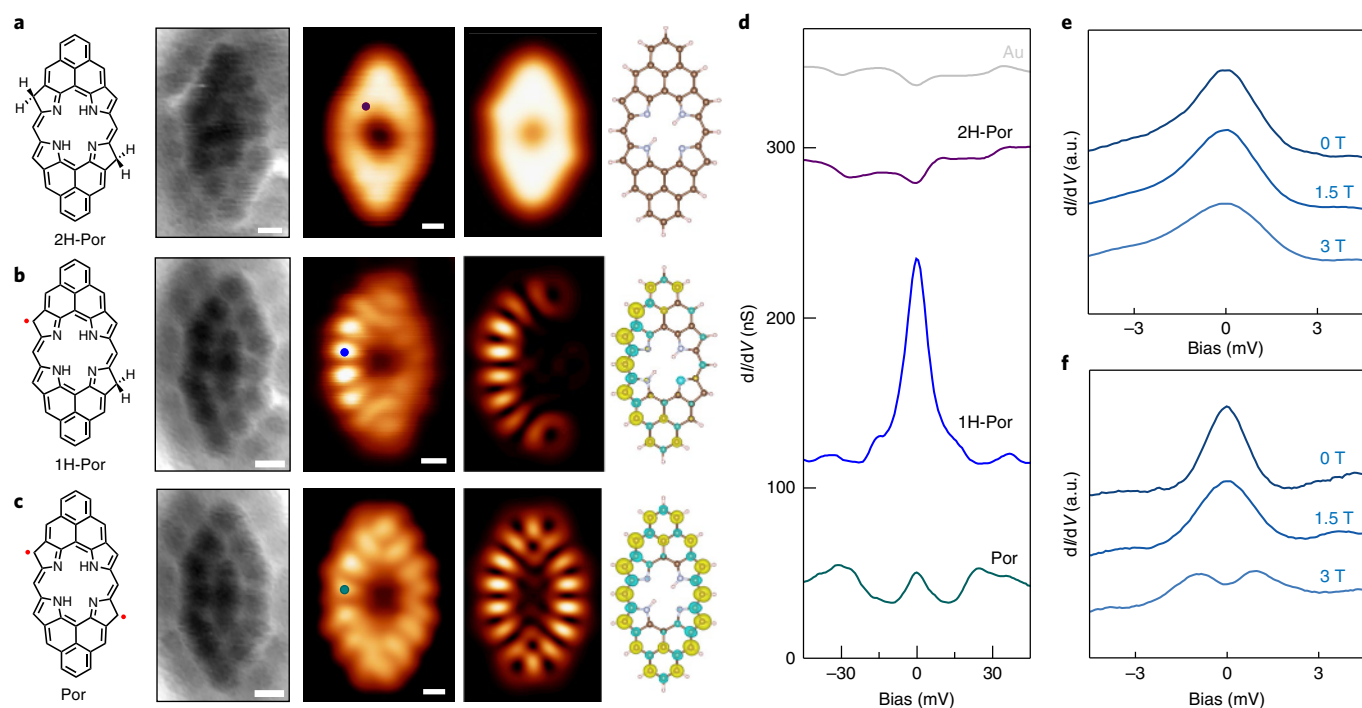 a
H
H
N
HN
NH
N
H
H
2H-Por
b
N
HN
NH
N
H
H
1H-Por
c
N
HN
NH
N
Por
d
Au
2H-Por
1H-Por
Por
300
200
100
0
dI/dV (nS)
−30
0
30
Bias (mV)
e
0 T
1.5 T
3 T
dI/dV (a.u.)
−3
0
3
Bias (mV)
f
0 T
1.5 T
3 T
dI/dV (a.u.)
−3
0
3
Bias (mV)